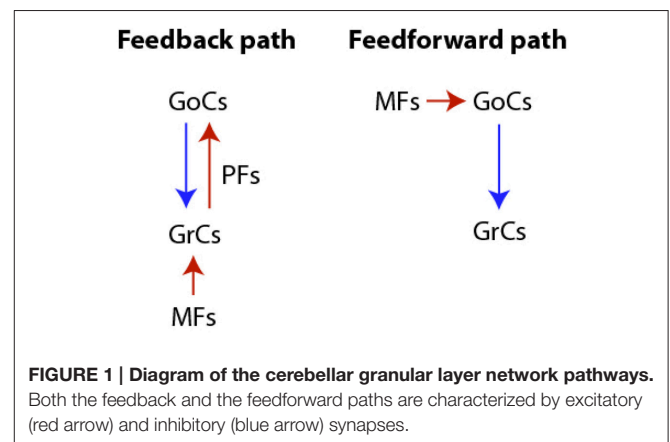 Feedback path
Feedforward path
GoCs
PFs
GrCs
MFs
MFs
GoCs
GrCs
FIGURE 1 | Diagram of the cerebellar granular layer network pathways.
Both the feedback and the feedforward paths are characterized by excitatory
(red arrow) and inhibitory (blue arrow) synapses.